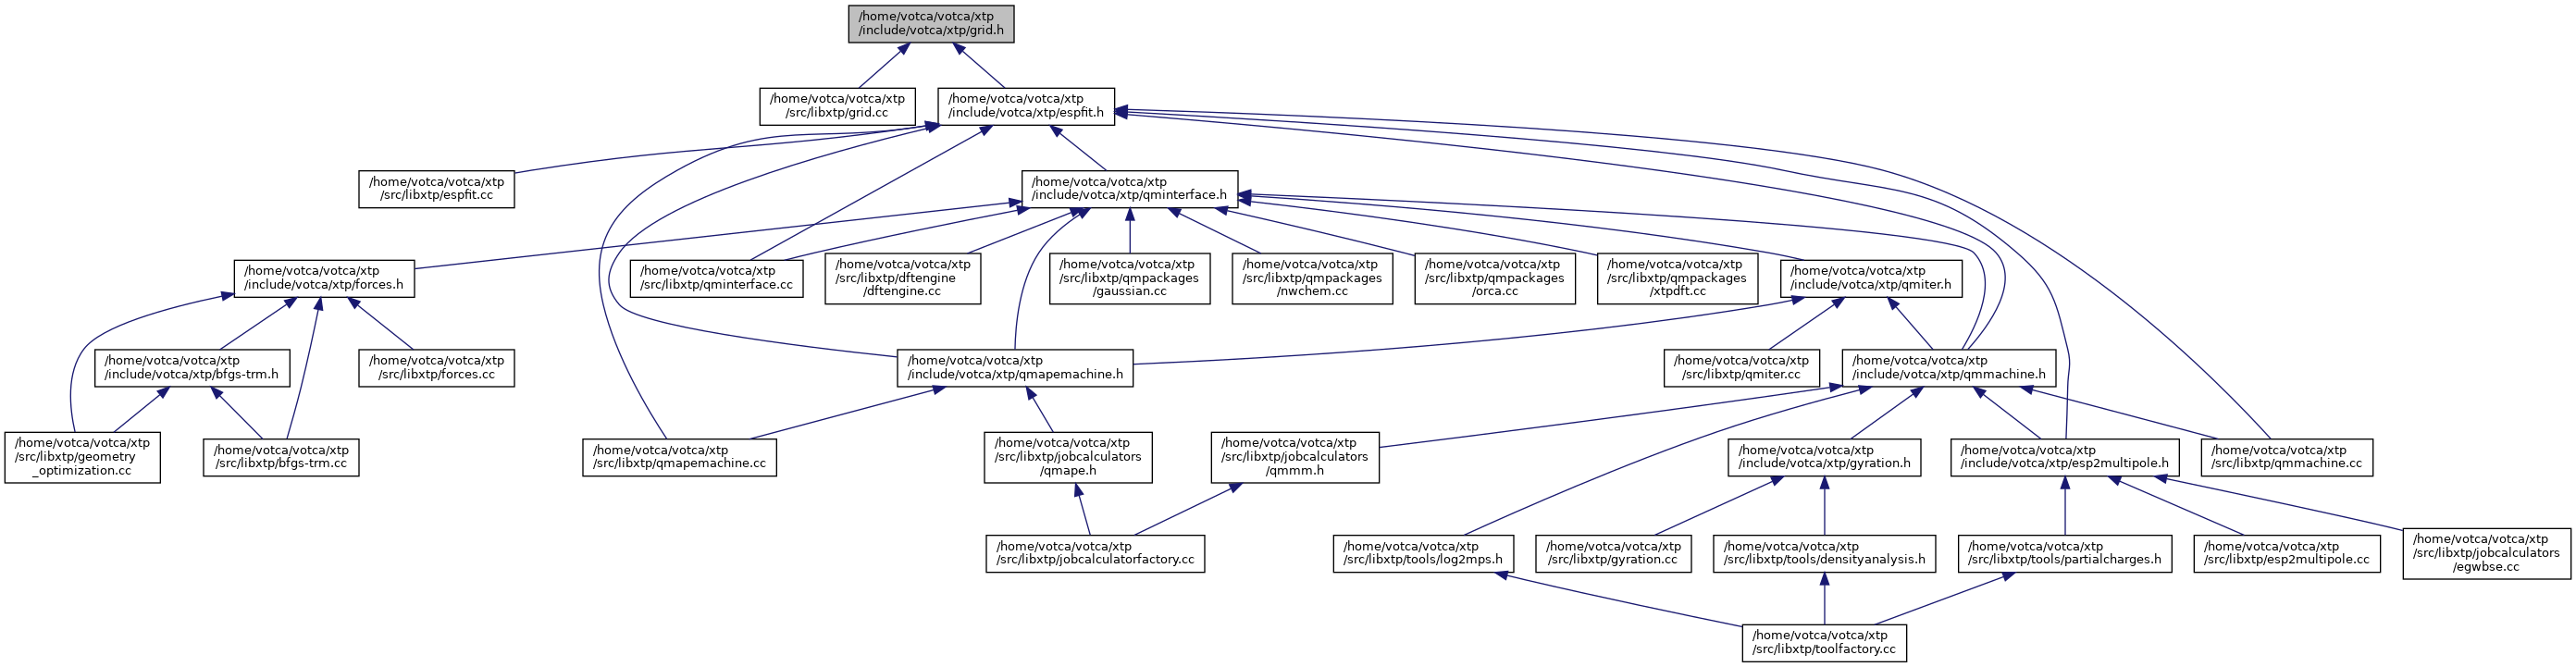 /home/votca/votca/xtp
/include/votca/xtp/grid.h
/home/votca/votca/xtp
/src/libxtp/grid.cc
/home/votca/votca/xtp
/include/votca/xtp/espfit.h
/home/votca/votca/xtp
/src/libxtp/espfit.cc
/home/votca/votca/xtp
/include/votca/xtp/qminterface.h
/home/votca/votca/xtp
/include/votca/xtp/forces.h
/home/votca/votca/xtp
/src/libxtp/qminterface.cc
/home/votca/votca/xtp
/src/libxtp/dftengine
/dftengine.cc
/home/votca/votca/xtp
/src/libxtp/qmpackages
/gaussian.cc
/home/votca/votca/xtp
/src/libxtp/qmpackages
/nwchem.cc
/home/votca/votca/xtp
/src/libxtp/qmpackages
/orca.cc
/home/votca/votca/xtp
/src/libxtp/qmpackages
/xtpdft.cc
/home/votca/votca/xtp
/include/votca/xtp/qmiter.h
/home/votca/votca/xtp
/include/votca/xtp/bfgs-trm.h
/home/votca/votca/xtp
/src/libxtp/forces.cc
/home/votca/votca/xtp
/include/votca/xtp/qmapemachine.h
/home/votca/votca/xtp
/src/libxtp/qmiter.cc
/home/votca/votca/xtp
/include/votca/xtp/qmmachine.h
/home/votca/votca/xtp
/src/libxtp/geometry
_optimization.cc
/home/votca/votca/xtp
/src/libxtp/bfgs-trm.cc
/home/votca/votca/xtp
/src/libxtp/qmapemachine.cc
/home/votca/votca/xtp
/src/libxtp/jobcalculators
/qmape.h
/home/votca/votca/xtp
/src/libxtp/jobcalculators
/qmmm.h
/home/votca/votca/xtp
/include/votca/xtp/gyration.h
/home/votca/votca/xtp
/include/votca/xtp/esp2multipole.h
/home/votca/votca/xtp
/src/libxtp/qmmachine.cc
/home/votca/votca/xtp
/src/libxtp/jobcalculatorfactory.cc
/home/votca/votca/xtp
/src/libxtp/tools/log2mps.h
/home/votca/votca/xtp
/src/libxtp/gyration.cc
/home/votca/votca/xtp
/src/libxtp/tools/densityanalysis.h
/home/votca/votca/xtp
/src/libxtp/tools/partialcharges.h
/home/votca/votca/xtp
/src/libxtp/esp2multipole.cc
/home/votca/votca/xtp
/src/libxtp/jobcalculators
/egwbse.cc
/home/votca/votca/xtp
/src/libxtp/toolfactory.cc